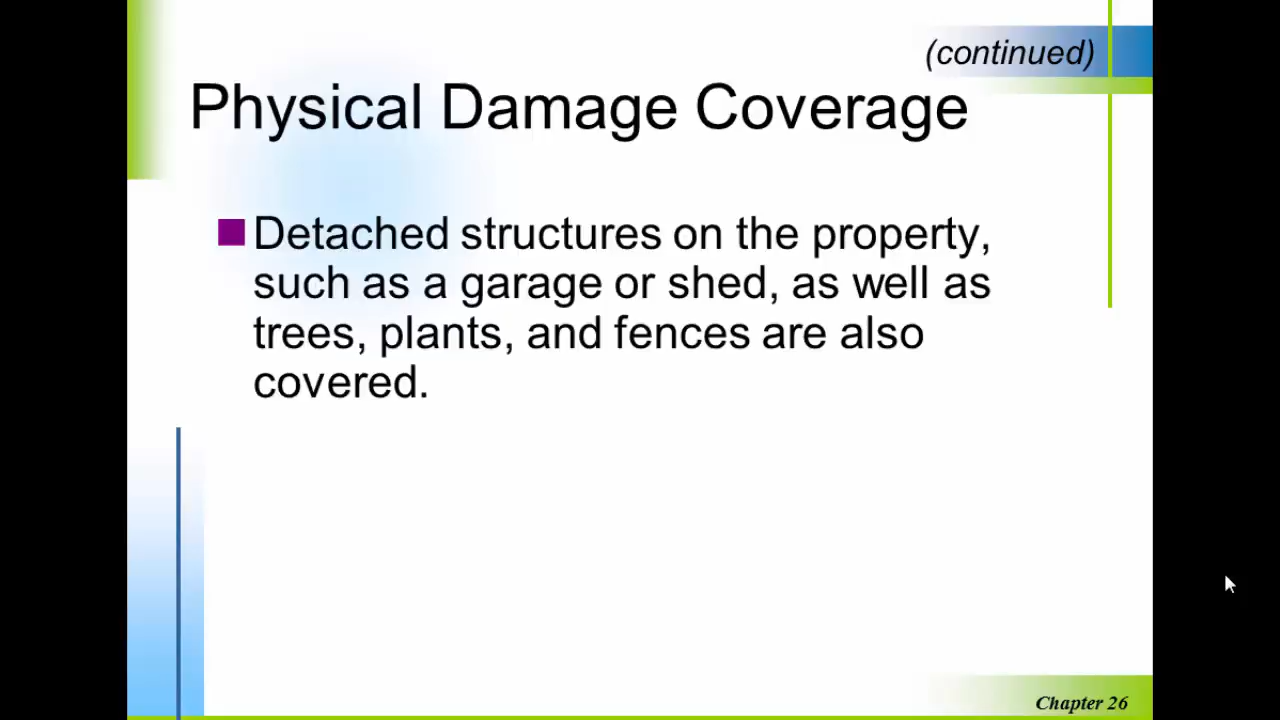 (continued)
Physical Damage Coverage
Detached structures on the property,
such as a garage or shed, as well as
trees, plants, and fences are also
covered.
Chapter 26